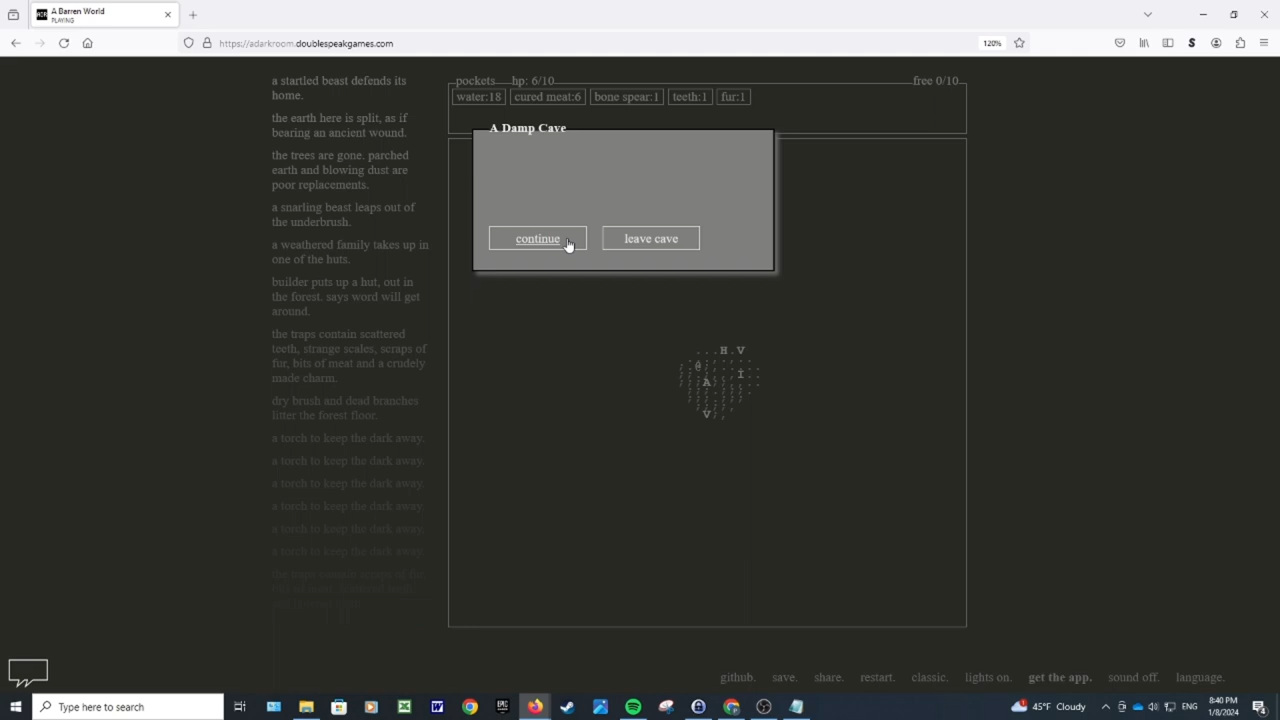 A Barren World
PLAYING
https://adarkroom.doublespeakgames.com
120%
a startled beast defends its
home.
the earth here is split, as if
bearing an ancient wound.
the trees are gone. parched
earth and blowing dust are
poor replacements.
a snarling beast leaps out of
the underbrush.
a weathered family takes up in
one of the huts.
builder puts up a hut, out in
the forest. says word will get
around.
the traps contain scattered
teeth, strange scales, scraps of
fur, bits of meat and a crudely
made charm.
dry brush and dead branches
litter the forest floor.
a torch to keep the dark away.
a torch to keep the dark away.
a torch to keep the dark away.
a torch to keep the dark away.
a torch to keep the dark away.
a torch to keep the dark away.
pockets hp: 6/10 free 0/10
water:18 cured meat:6 bone spear:1 teeth:1 fur:1
A Damp Cave
continue leave cave
H V
@
A
V
github. save. share. restart. classic. lights on. get the app. sound off. language.
Type here to search
45°F Cloudy
ENG
8:40 PM
1/8/2024